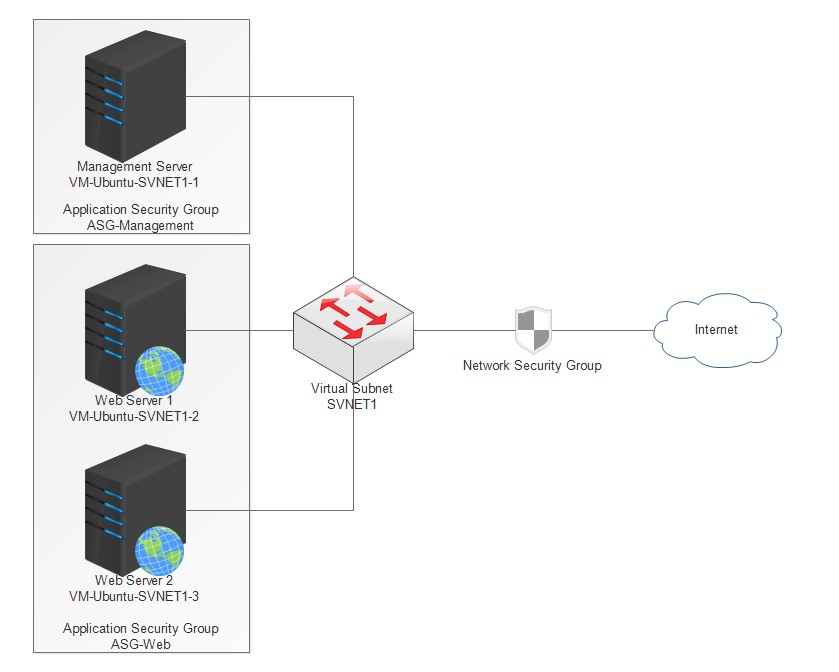 Management Server
VM-Ubuntu-SVNET1-1
Application Security Group
ASG-Management
Web Server 1
VM-Ubuntu-SVNET1-2
Web Server 2
VM-Ubuntu-SVNET1-3
Application Security Group
ASG-Web
Virtual Subnet
SVNET1
Network Security Group
Internet